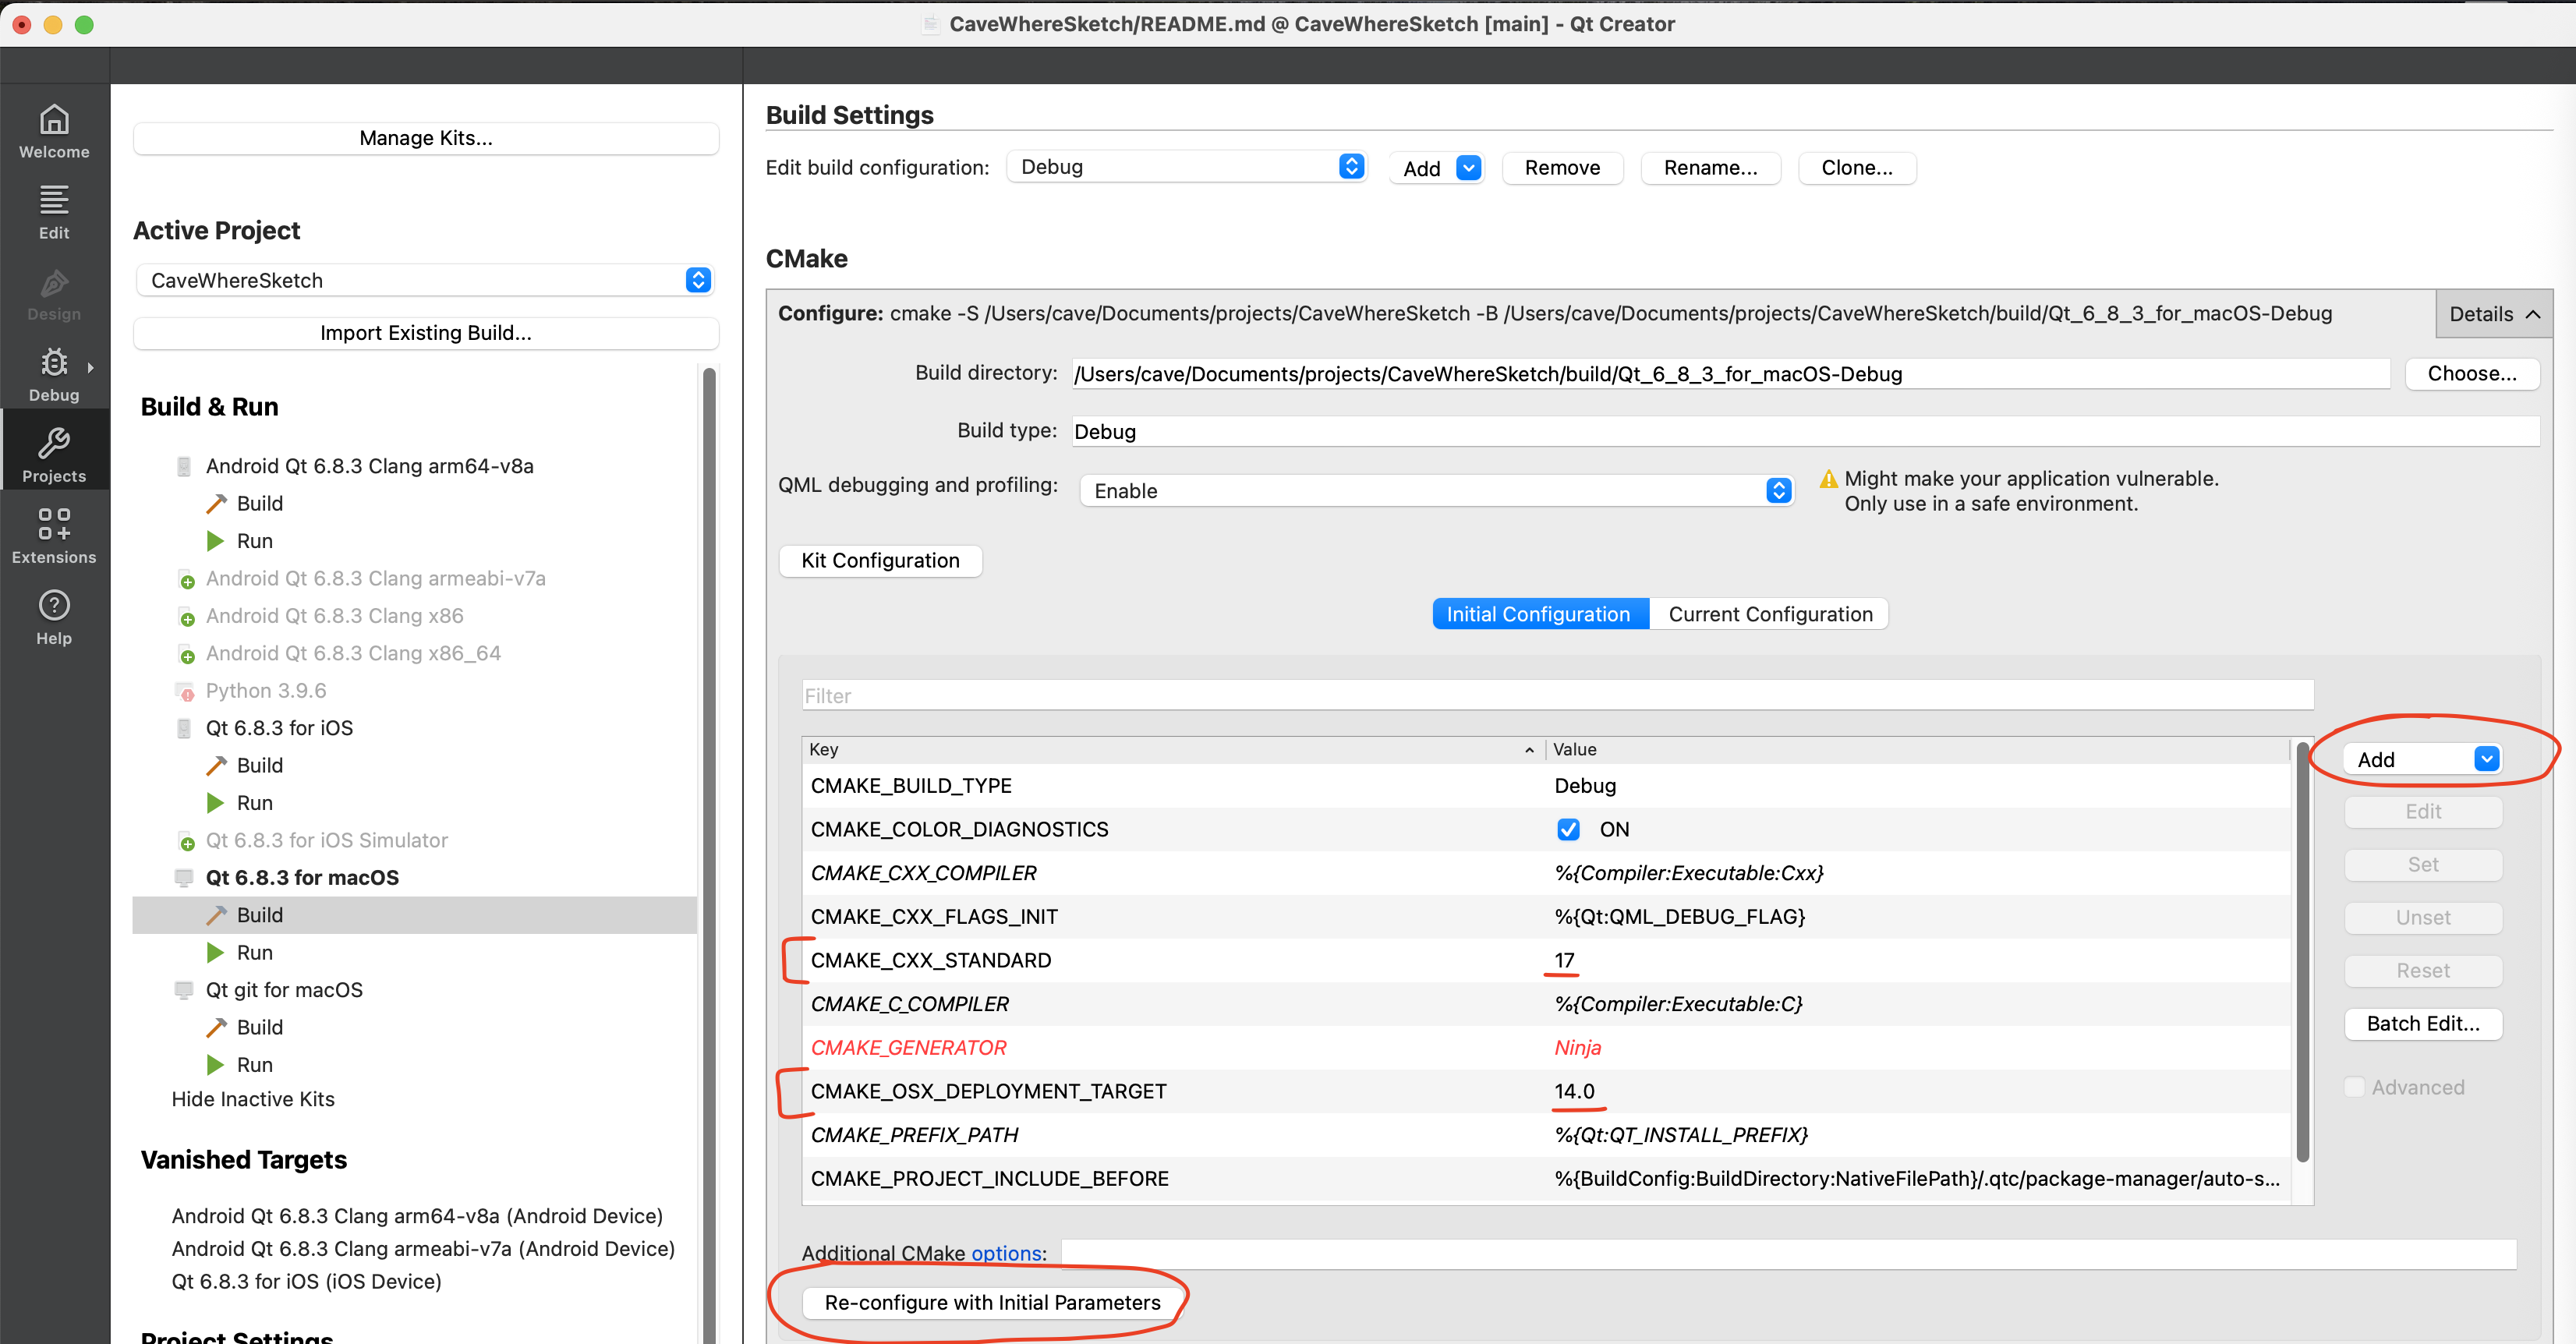 CaveWhereSketch/README.md @ CaveWhereSketch [main] - Qt Creator
Welcome
Edit
Design
Debug
Projects
Extensions
Help
Manage Kits...
Active Project
CaveWhereSketch
Import Existing Build...
Build & Run
Android Qt 6.8.3 Clang arm64-v8a
Build
Run
Android Qt 6.8.3 Clang armeabi-v7a
Android Qt 6.8.3 Clang x86
Android Qt 6.8.3 Clang x86_64
Python 3.9.6
Qt 6.8.3 for iOS
Build
Run
Qt 6.8.3 for iOS Simulator
Qt 6.8.3 for macOS
Build
Run
Qt git for macOS
Build
Run
Hide Inactive Kits
Vanished Targets
Android Qt 6.8.3 Clang arm64-v8a (Android Device)
Android Qt 6.8.3 Clang armeabi-v7a (Android Device)
Qt 6.8.3 for iOS (iOS Device)
Project Settings
Build Settings
Edit build configuration: Debug Add Remove Rename... Clone...
CMake
Configure: cmake -S /Users/cave/Documents/projects/CaveWhereSketch -B /Users/cave/Documents/projects/CaveWhereSketch/build/Qt_6_8_3_for_macOS-Debug Details
Build directory: /Users/cave/Documents/projects/CaveWhereSketch/build/Qt_6_8_3_for_macOS-Debug Choose...
Build type: Debug
QML debugging and profiling: Enable
Might make your application vulnerable.
Only use in a safe environment.
Kit Configuration
Initial Configuration Current Configuration
Filter
Key Value
CMAKE_BUILD_TYPE Debug
CMAKE_COLOR_DIAGNOSTICS ON
CMAKE_CXX_COMPILER %{Compiler:Executable:Cxx}
CMAKE_CXX_FLAGS_INIT %{Qt:QML_DEBUG_FLAG}
CMAKE_CXX_STANDARD 17
CMAKE_C_COMPILER %{Compiler:Executable:C}
CMAKE_GENERATOR Ninja
CMAKE_OSX_DEPLOYMENT_TARGET 14.0
CMAKE_PREFIX_PATH %{Qt:QT_INSTALL_PREFIX}
CMAKE_PROJECT_INCLUDE_BEFORE %{BuildConfig:BuildDirectory:NativeFilePath}/.qtc/package-manager/auto-s...
Add
Edit
Set
Unset
Reset
Batch Edit...
Advanced
Additional CMake options:
Re-configure with Initial Parameters